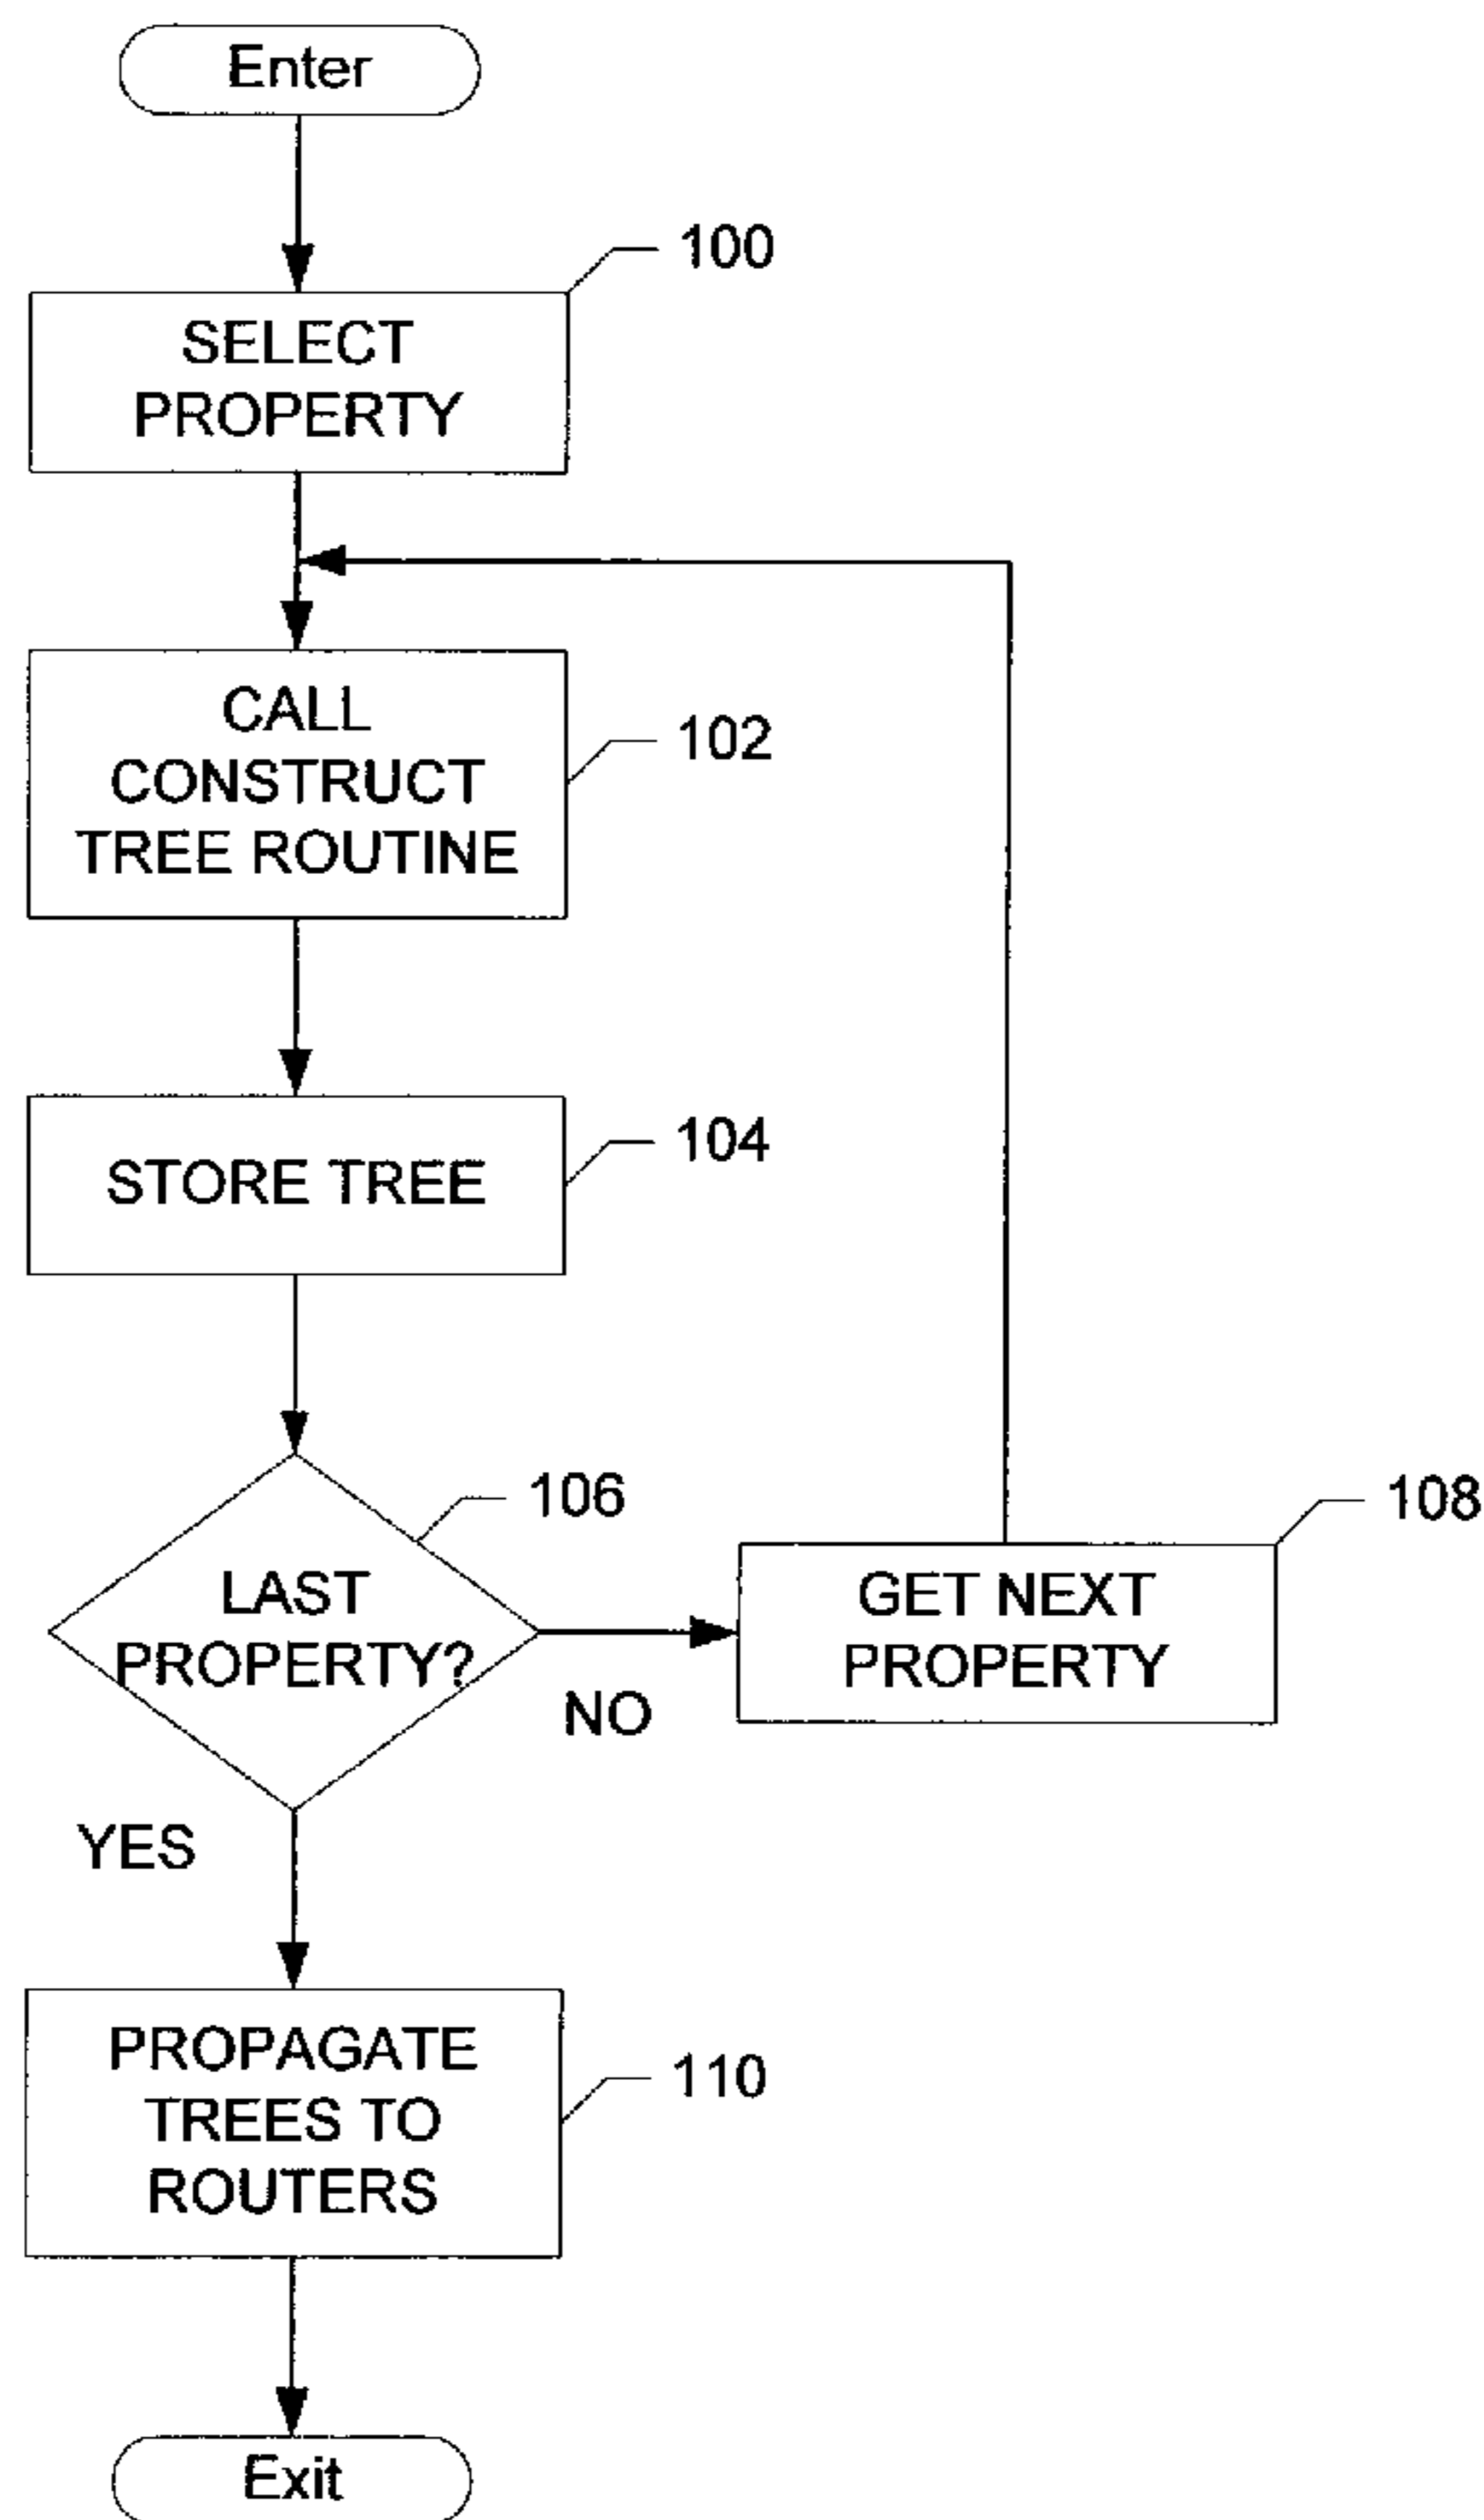 Enter
100
SELECT
PROPERTY
CALL
CONSTRUCT
TREE ROUTINE
102
STORE TREE
104
106
LAST
PROPERTY?
NO
108
GET NEXT
PROPERTY
YES
PROPAGATE
TREES TO
ROUTERS
110
Exit